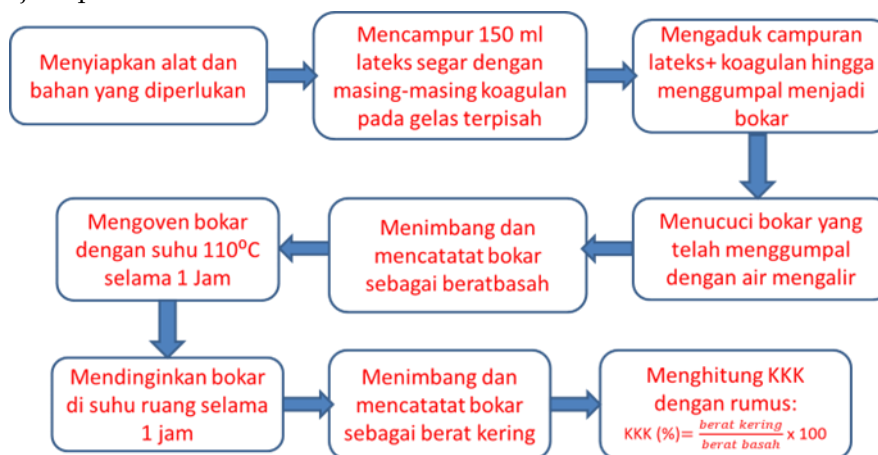 Menyiapkan alat dan
bahan yang diperlukan
Mencampur 150 ml
lateks segar dengan
masing-masing koagulan
pada gelas terpisah
Mengaduk campuran
lateks+ koagulan hingga
menggumpal menjadi
bokar
Menucuci bokar yang
telah menggumpal
dengan air mengalir
Menimbang dan
mencatatat bokar
sebagai beratbasah
Mengoven bokar
dengan suhu 110⁰C
selama 1 Jam
Mendinginkan bokar
di suhu ruang selama
1 jam
Menimbang dan
mencatatat bokar
sebagai berat kering
Menghitung KKK
dengan rumus:
KKK (%)= berat kering / berat basah x 100